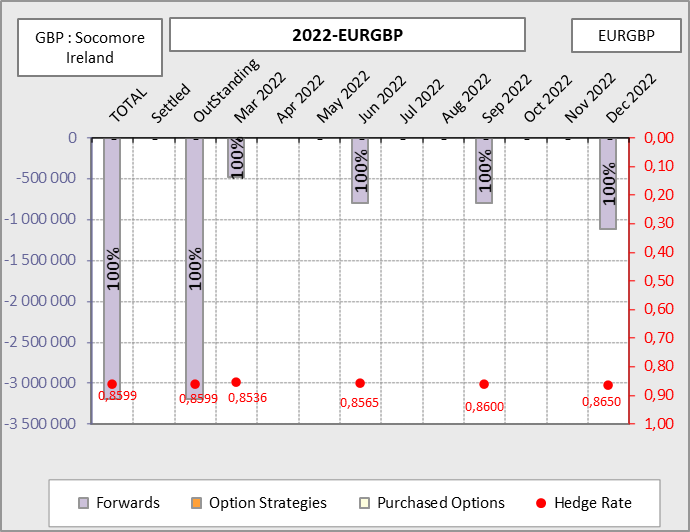 GBP : Socomore
Ireland
2022-EURGBP
EURGBP
TOTAL
Settled
OutStanding
Mar 2022
Apr 2022
May 2022
Jun 2022
Jul 2022
Aug 2022
Sep 2022
Oct 2022
Nov 2022
Dec 2022
0
-500 000
-1 000 000
-1 500 000
-2 000 000
-2 500 000
-3 000 000
-3 500 000
100%
100%
100%
100%
100%
100%
0,8599
0,8599
0,8536
0,8565
0,8600
0,8650
0,00
0,10
0,20
0,30
0,40
0,50
0,60
0,70
0,80
0,90
1,00
Forwards
Option Strategies
Purchased Options
Hedge Rate